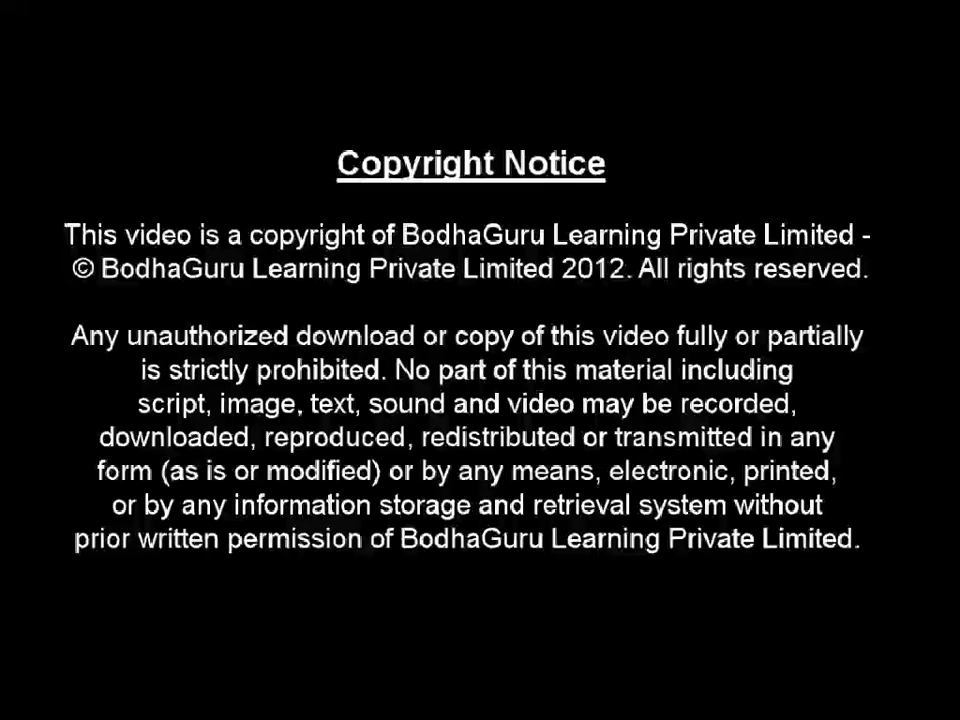 Copyright Notice
This video is a copyright of BodhaGuru Learning Private Limited -
© BodhaGuru Learning Private Limited 2012. All rights reserved.
Any unauthorized download or copy of this video fully or partially
is strictly prohibited. No part of this material including
script, image, text, sound and video may be recorded,
downloaded, reproduced, redistributed or transmitted in any
form (as is or modified) or by any means, electronic, printed,
or by any information storage and retrieval system without
prior written permission of BodhaGuru Learning Private Limited.